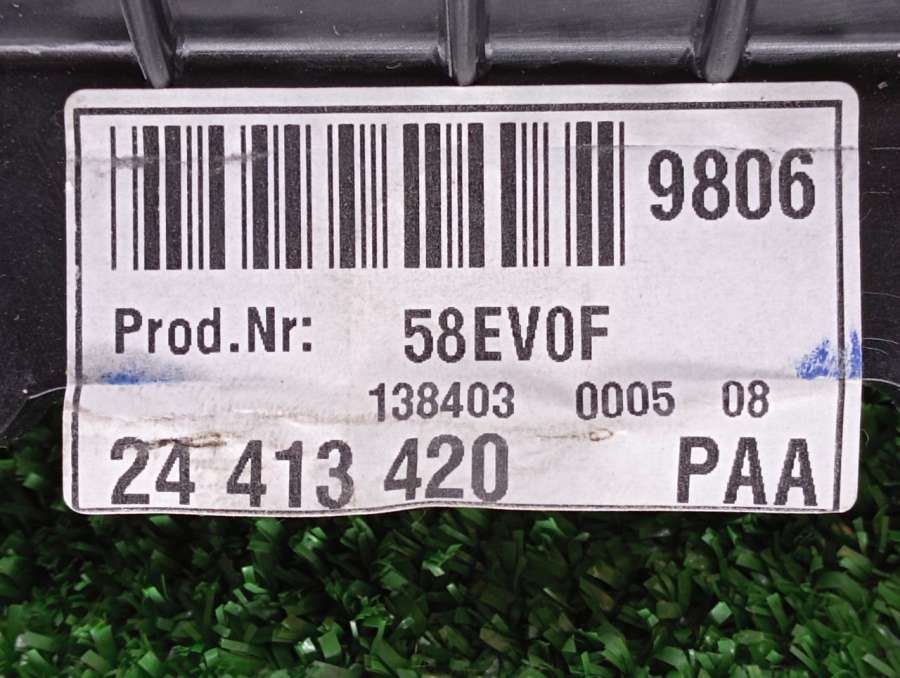 9806
Prod.Nr: 58EV0F
138403 0005 08
24 413 420 PAA